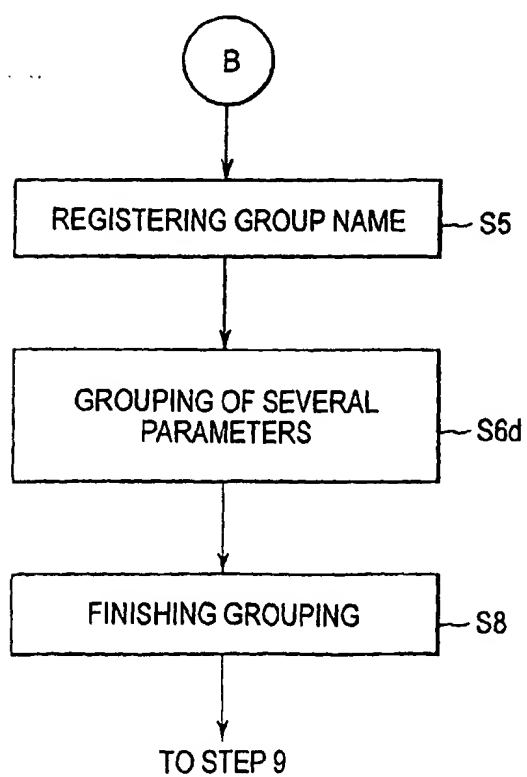 B
REGISTERING GROUP NAME
S5
GROUPING OF SEVERAL
PARAMETERS
S6d
FINISHING GROUPING
S8
TO STEP 9